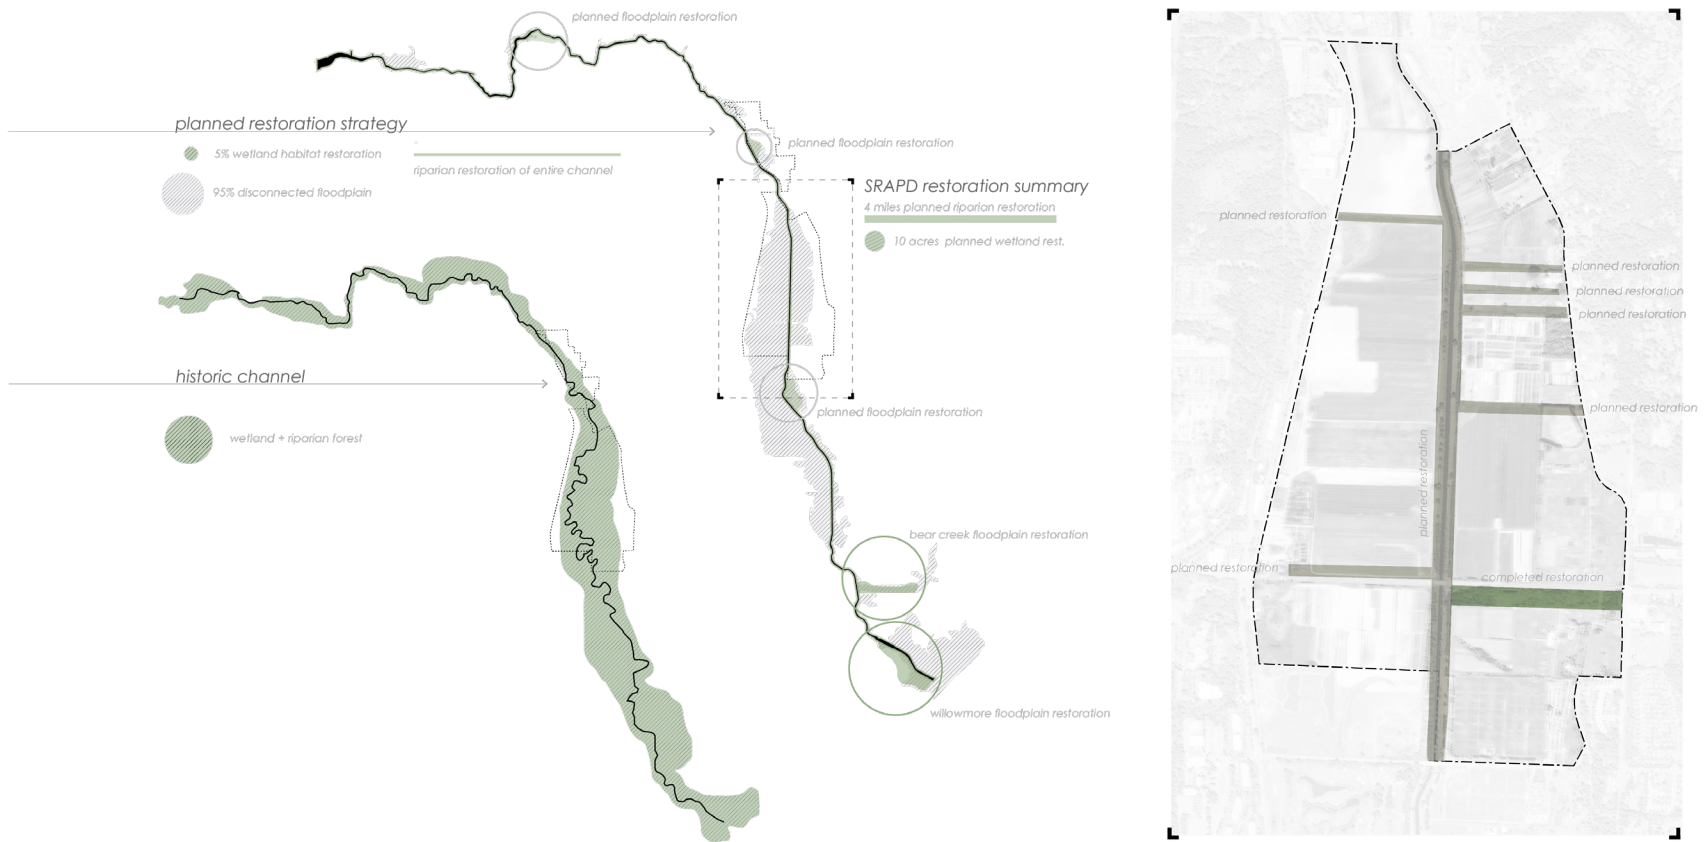 planned floodplain restoration
planned restoration strategy
5% wetland habitat restoration
95% disconnected floodplain
riparian restoration of entire channel
planned floodplain restoration
SRAPD restoration summary
4 miles planned riparian restoration
10 acres planned wetland rest.
historic channel
wetland + riparian forest
planned floodplain restoration
bear creek floodplain restoration
willowmore floodplain restoration
planned restoration
planned restoration
planned restoration
planned restoration
planned restoration
planned restoration
planned restoration
completed restoration